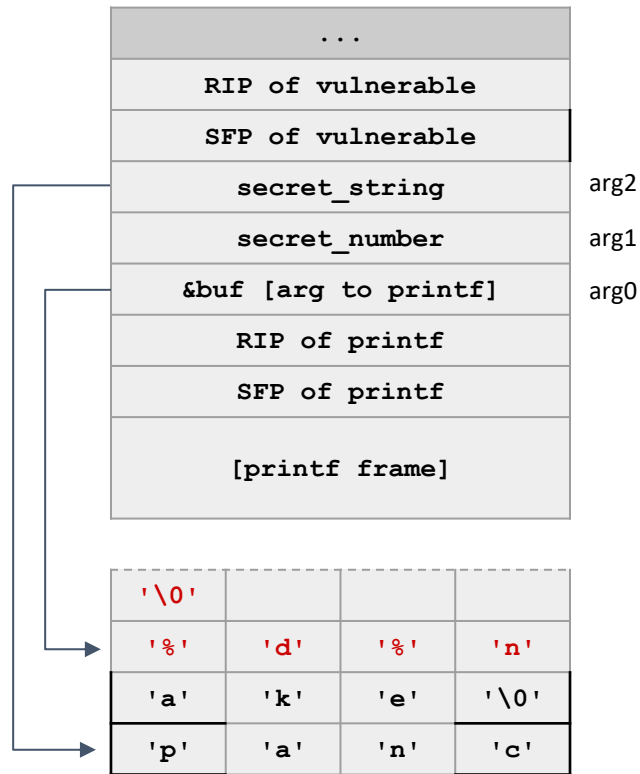 ...
RIP of vulnerable
SFP of vulnerable
secret_string arg2
secret_number arg1
&buf [arg to printf] arg0
RIP of printf
SFP of printf
[printf frame]
'\0'
'%' 'd' '%' 'n'
'a' 'k' 'e' '\0'
'p' 'a' 'n' 'c'